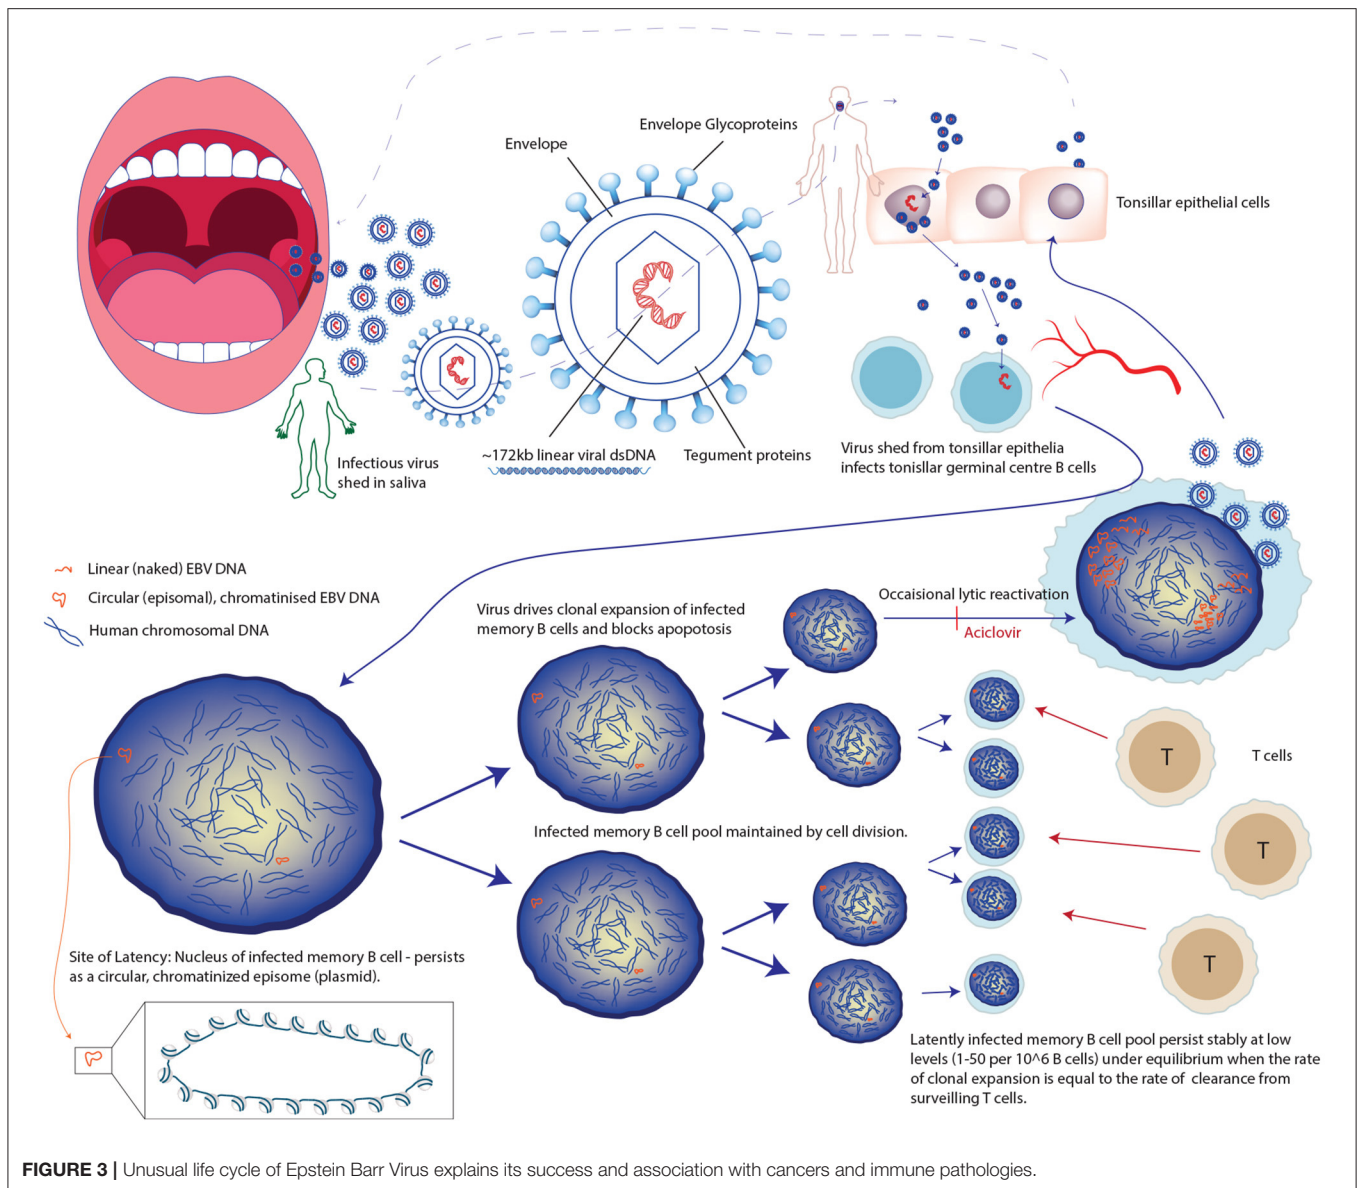 Envelope Glycoproteins
Envelope
Tonsillar epithelial cells
~172kb linear viral dsDNA
Tegument proteins
Infectious virus
shed in saliva
Virus shed from tonsillar epithelia
infects tonisllar germinal centre B cells
Linear (naked) EBV DNA
Circular (episomal), chromatinised EBV DNA
Human chromosomal DNA
Virus drives clonal expansion of infected
memory B cells and blocks apopotosis
Occaisional lytic reactivation
Aciclovir
T
T cells
Infected memory B cell pool maintained by cell division.
T
T
Site of Latency: Nucleus of infected memory B cell - persists
as a circular, chromatinized episome (plasmid).
Latently infected memory B cell pool persist stably at low
levels (1-50 per 10^6 B cells) under equilibrium when the rate
of clonal expansion is equal to the rate of clearance from
surveilling T cells.
FIGURE 3 | Unusual life cycle of Epstein Barr Virus explains its success and association with cancers and immune pathologies.